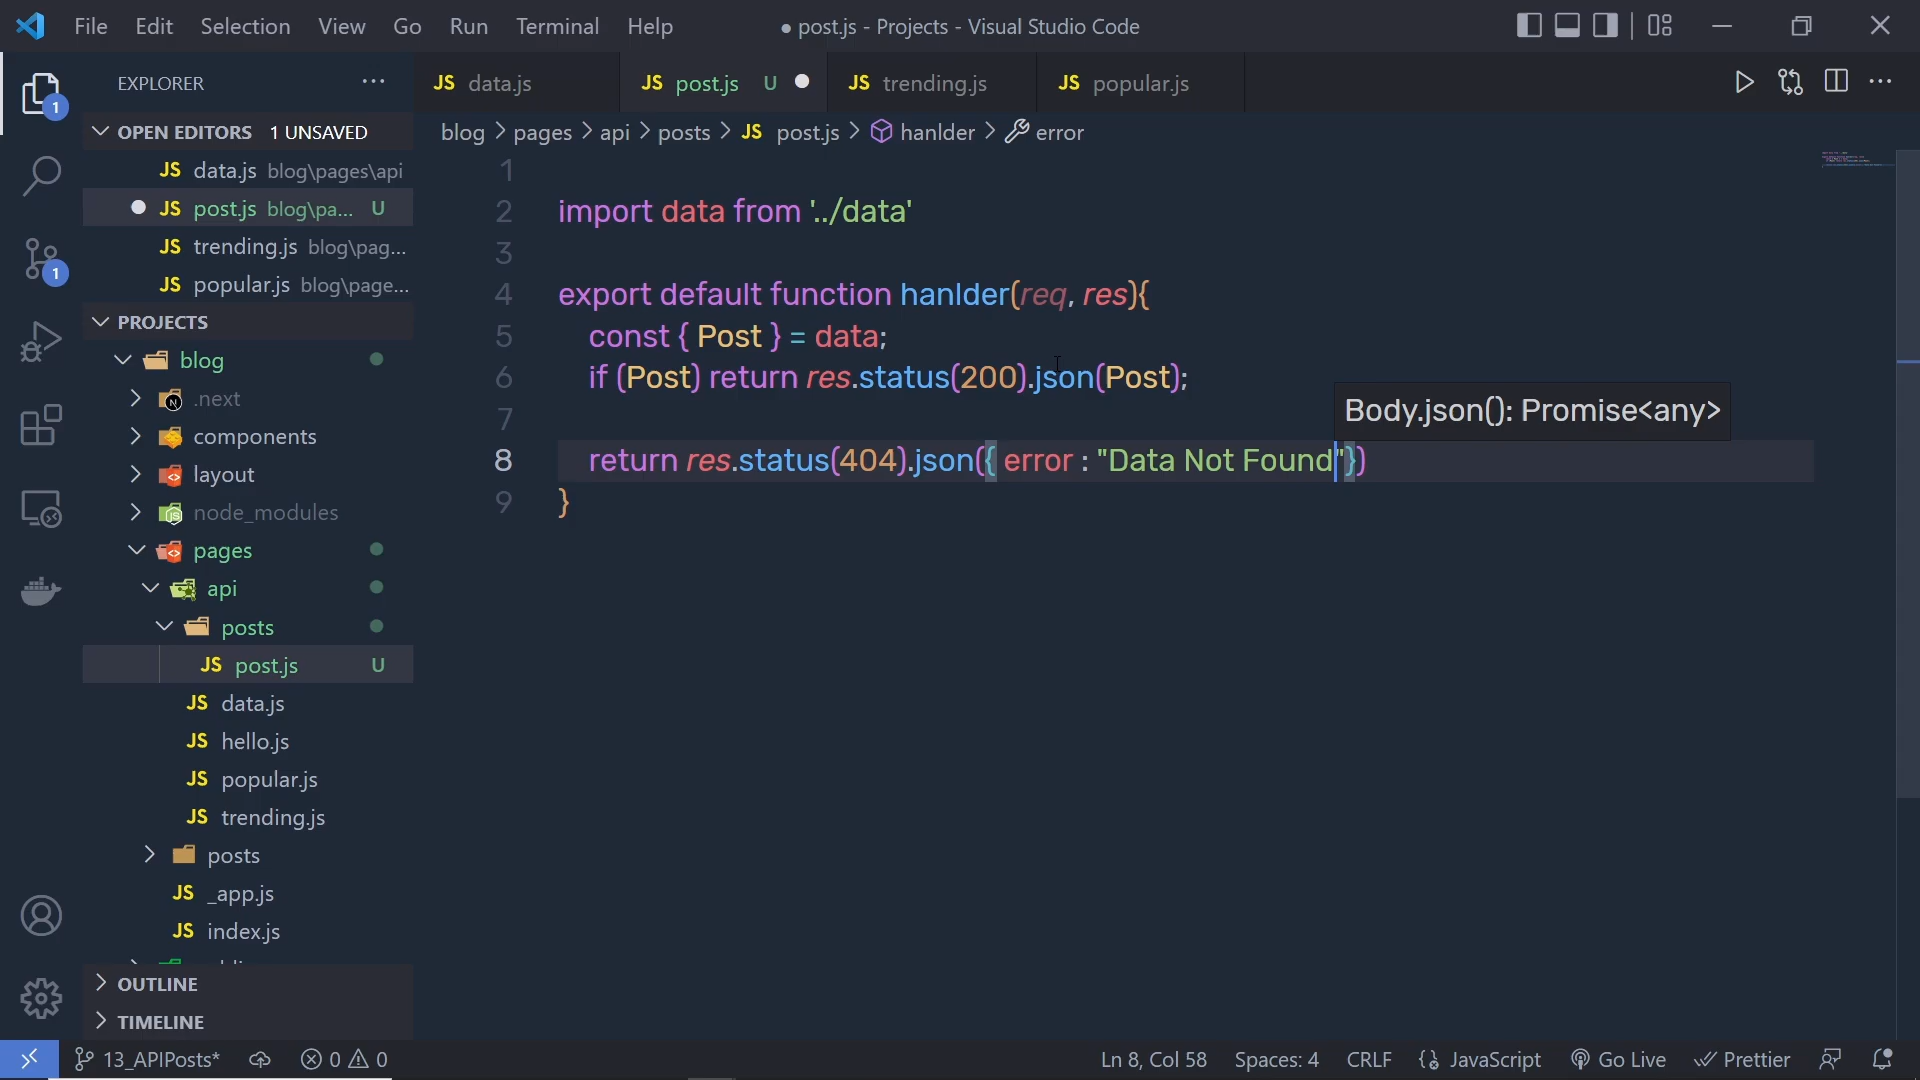 File Edit Selection View Go Run Terminal Help
● post.js - Projects - Visual Studio Code
EXPLORER ···
JS data.js
JS post.js U
JS trending.js
JS popular.js
OPEN EDITORS 1 UNSAVED
JS data.js blog\pages\api
JS post.js blog\pa... U
JS trending.js blog\pag...
JS popular.js blog\page...
PROJECTS
blog
.next
components
layout
node_modules
pages
api
posts
JS post.js U
JS data.js
JS hello.js
JS popular.js
JS trending.js
posts
JS _app.js
JS index.js
OUTLINE
TIMELINE
blog > pages > api > posts > JS post.js > hanlder > error
1
2 import data from '../data'
3
4 export default function hanlder(req, res){
5 const { Post } = data;
6 if (Post) return res.status(200).json(Post);
7
Body.json(): Promise<any>
8 return res.status(404).json({ error : "Data Not Found"})
9 }
1
1
13_APIPosts* 0 0
Ln 8, Col 58 Spaces: 4 CRLF {} JavaScript Go Live Prettier